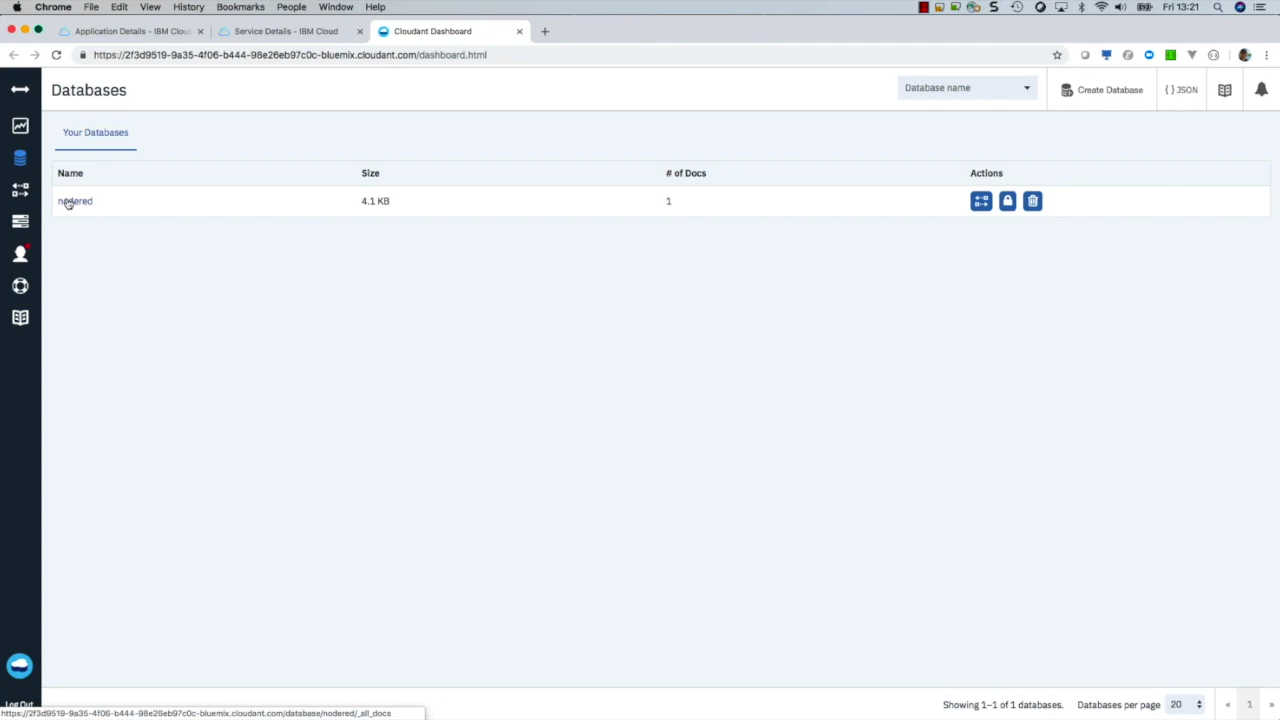 Chrome File Edit View History Bookmarks People Window Help Fri 13:21
Application Details - IBM Clou Service Details - IBM Cloud Cloudant Dashboard
https://2f3d9519-9a35-4f06-b444-98e26eb97c0c-bluemix.cloudant.com/dashboard.html
Databases Database name Create Database { } JSON
Your Databases
Name Size # of Docs Actions
nodered 4.1 KB 1
Log Out
Showing 1–1 of 1 databases. Databases per page 20 « 1 »
https://2f3d9519-9a35-4f06-b444-98e26eb97c0c-bluemix.cloudant.com/database/nodered/_all_docs